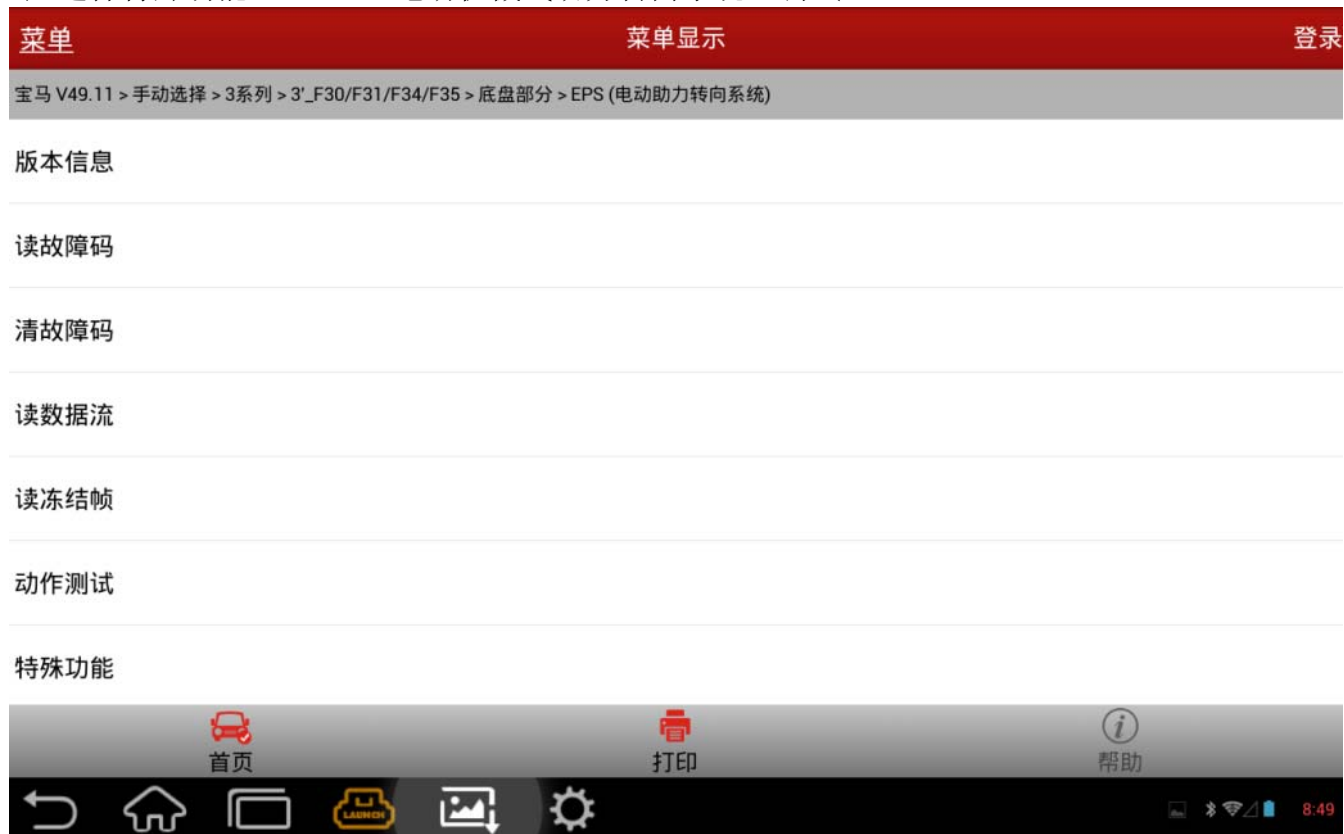 菜单 菜单显示 登录
宝马 V49.11 > 手动选择 > 3系列 > 3'_F30/F31/F34/F35 > 底盘部分 > EPS (电动助力转向系统)
版本信息
读故障码
清故障码
读数据流
读冻结帧
动作测试
特殊功能
首页 打印 帮助
LAUNCH 8:49